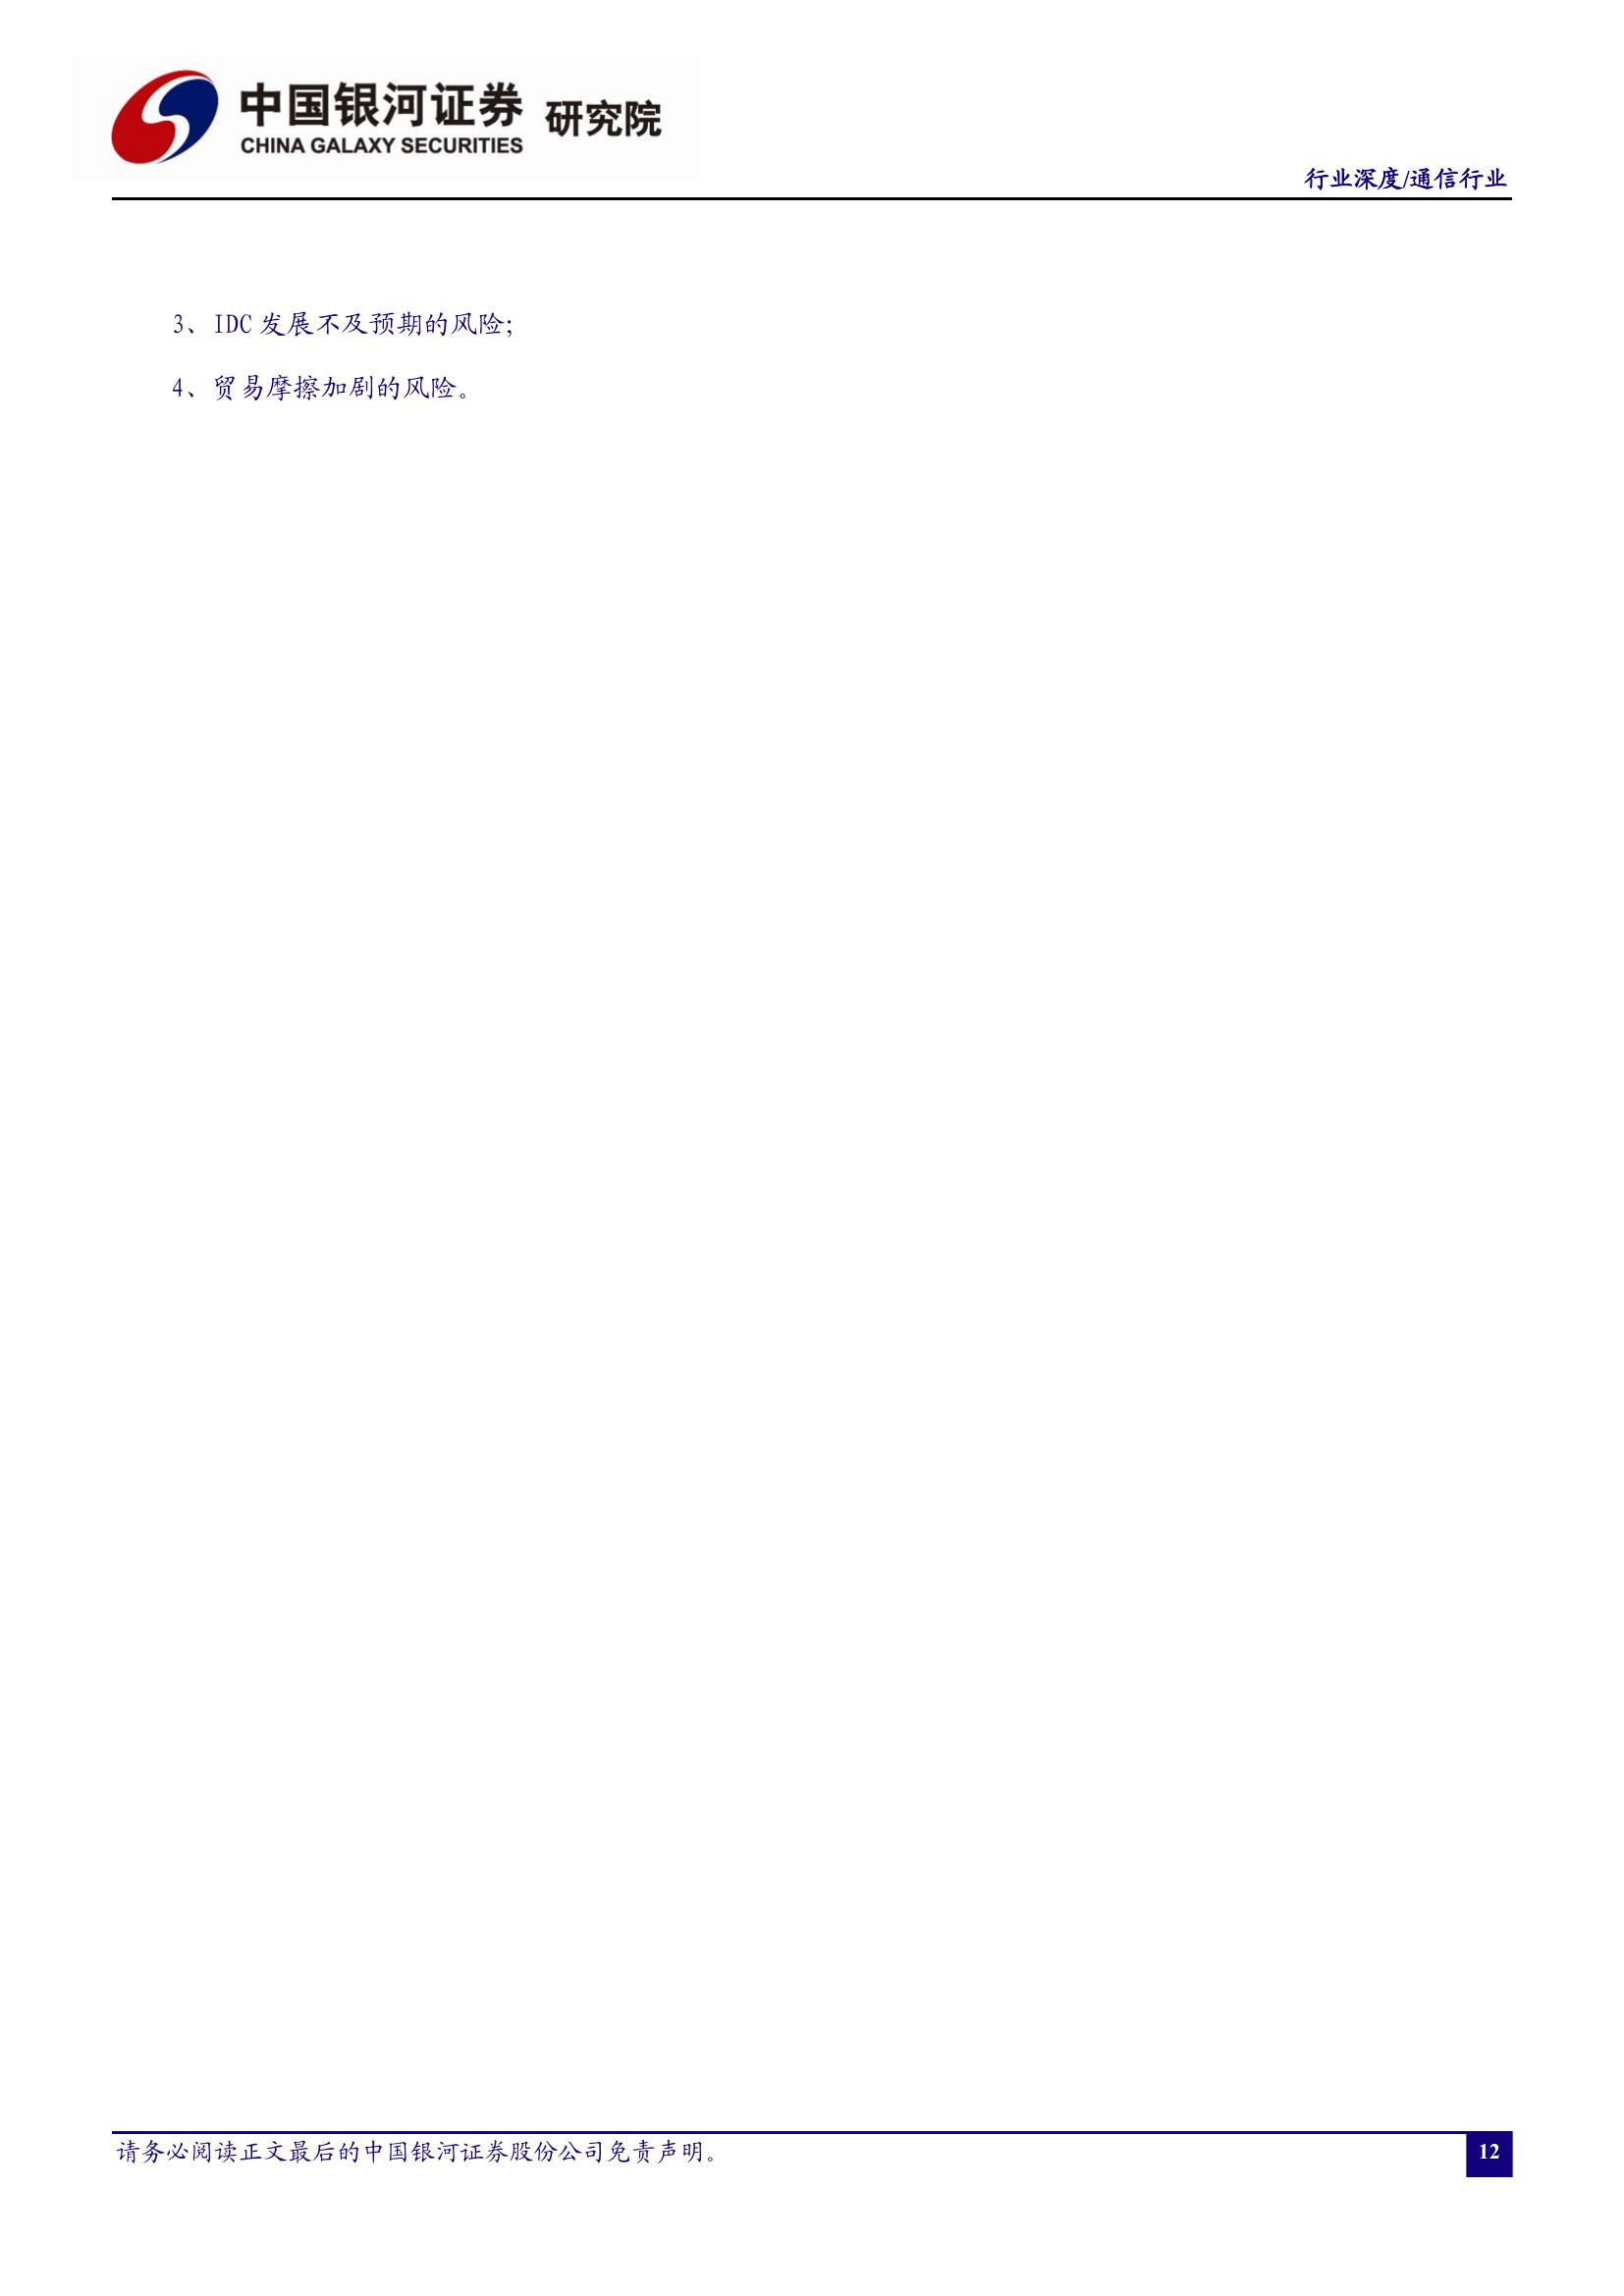 中国银河证券 研究院
CHINA GALAXY SECURITIES
行业深度/通信行业
3、IDC 发展不及预期的风险；
4、贸易摩擦加剧的风险。
请务必阅读正文最后的中国银河证券股份公司免责声明。
12